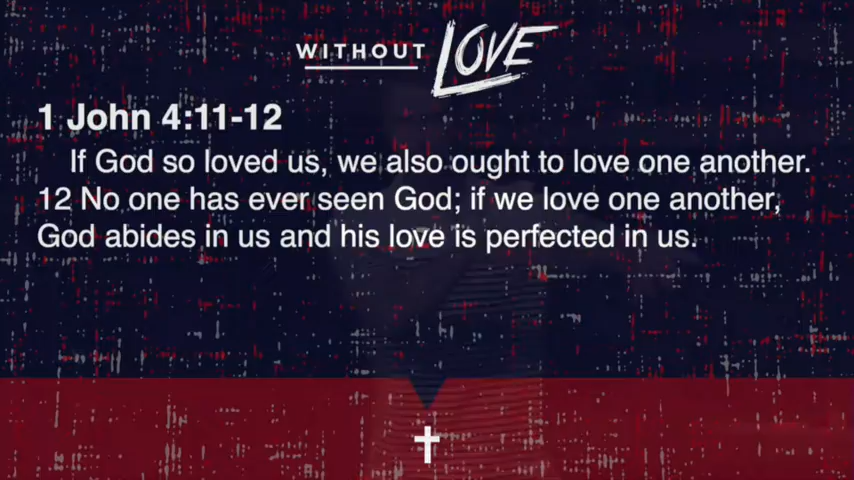 WITHOUT LOVE
1 John 4:11-12
If God so loved us, we also ought to love one another.
12 No one has ever seen God; if we love one another,
God abides in us and his love is perfected in us.